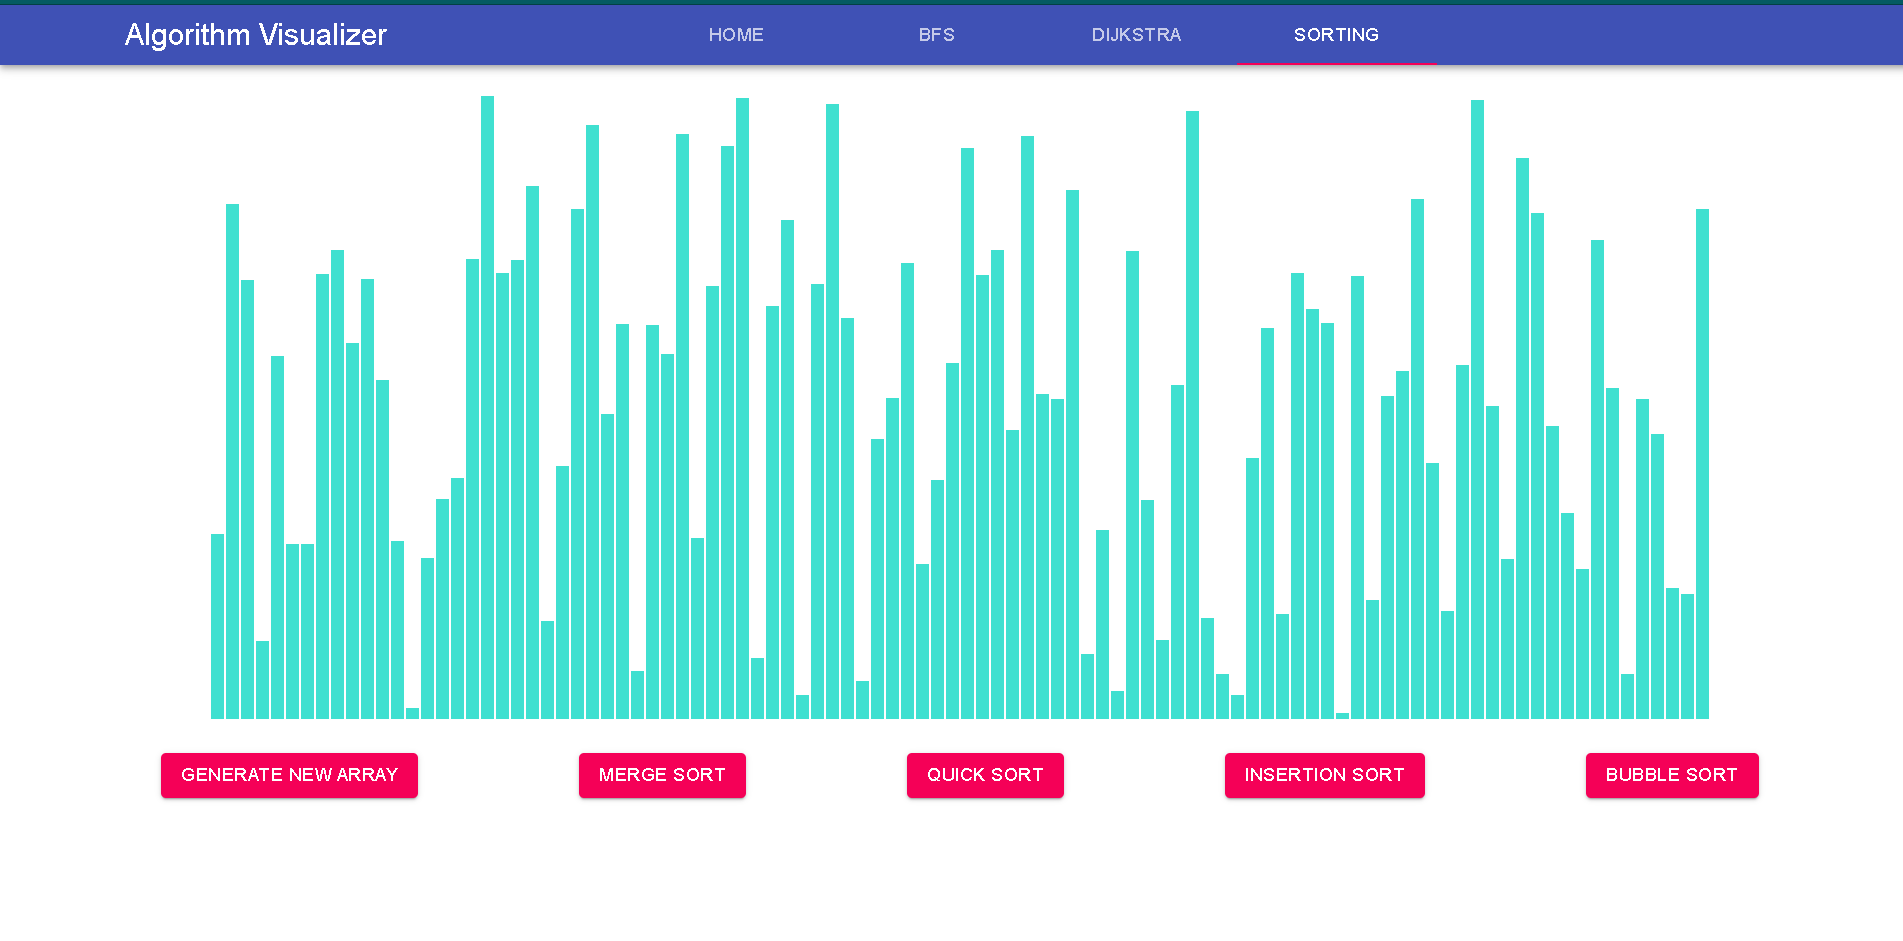 Algorithm Visualizer
HOME
BFS
DIJKSTRA
SORTING
GENERATE NEW ARRAY
MERGE SORT
QUICK SORT
INSERTION SORT
BUBBLE SORT